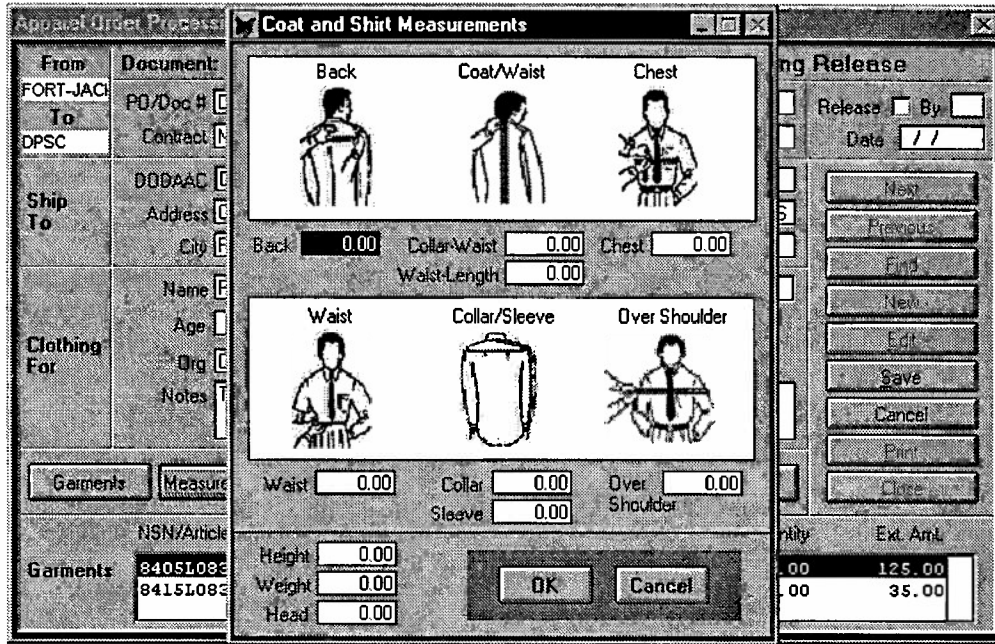 Apparel Order Processi
Coat and Shirt Measurements
From
Document:
ng Release
FORT-JAC
PO/Doc #
Release
By
To
DPSC
Contract
Date / /
DODAAC
Ship
To
Address
City
Next
Previous
Find
New
Edit
Save
Cancel
Print
Close
Name
Age
Clothing
For
Org
Notes
Back
Coat/Waist
Chest
Back 0.00
Collar-Waist 0.00
Chest 0.00
Waist-Length 0.00
Waist
Collar/Sleeve
Over Shoulder
Waist 0.00
Collar 0.00
Over
Shoulder
0.00
Sleeve 0.00
Height 0.00
Weight 0.00
Head 0.00
OK
Cancel
Garments
Measure
NSN/Article
ntity
Ext. Amt.
Garments
8405L083
.00
125.00
8415L083
.00
35.00